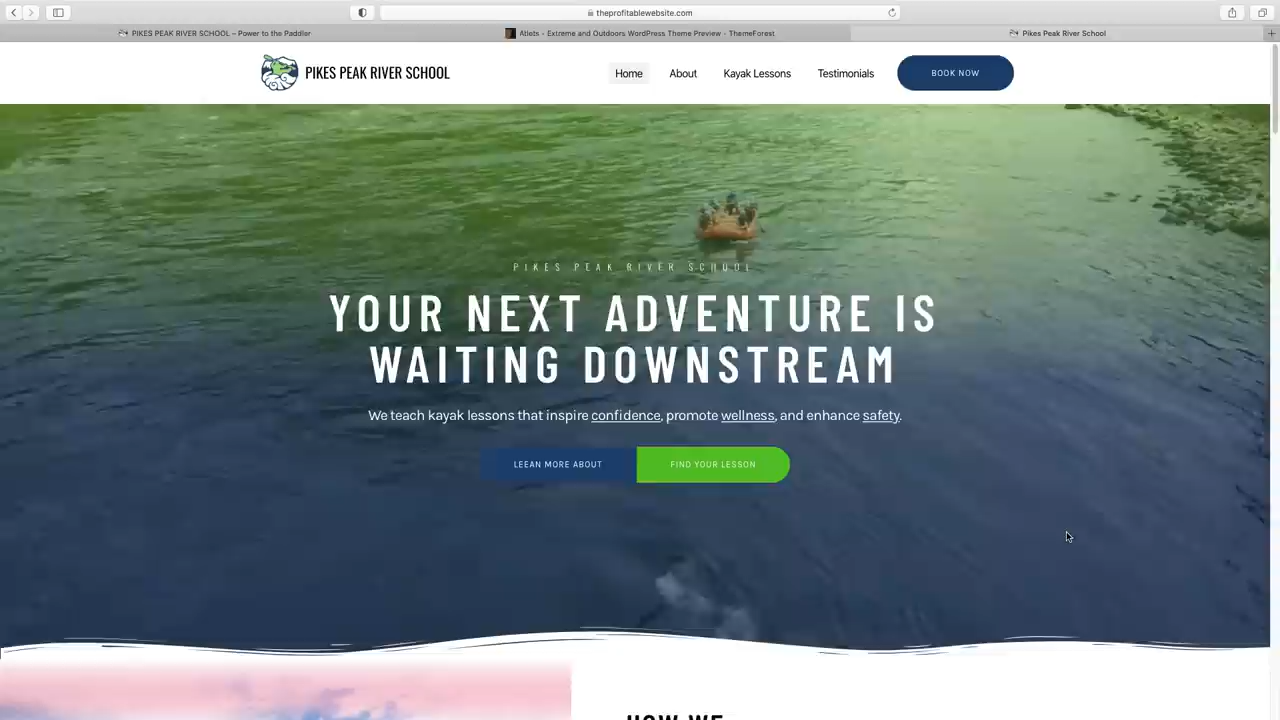 theprofitablewebsite.com
PIKES PEAK RIVER SCHOOL – Power to the Paddler
Atlets - Extreme and Outdoors WordPress Theme Preview - ThemeForest
Pikes Peak River School
PIKES PEAK RIVER SCHOOL
Home
About
Kayak Lessons
Testimonials
BOOK NOW
PIKES PEAK RIVER SCHOOL
YOUR NEXT ADVENTURE IS
WAITING DOWNSTREAM
We teach kayak lessons that inspire confidence, promote wellness, and enhance safety.
LEEAN MORE ABOUT
FIND YOUR LESSON
HOW WE